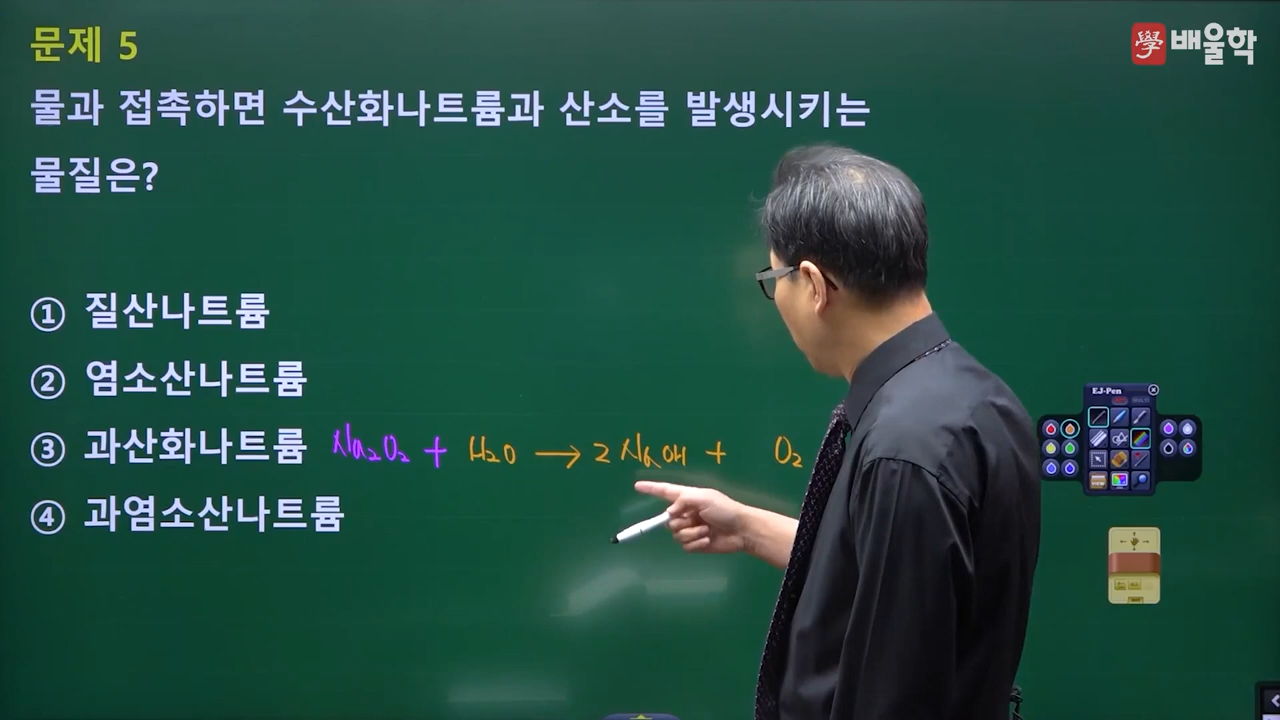 문제 5
學 배울학
물과 접촉하면 수산화나트륨과 산소를 발생시키는
물질은?
① 질산나트륨
② 염소산나트륨
③ 과산화나트륨 Na₂O₂ + H₂O → 2 NaOH + O₂
④ 과염소산나트륨
EJ-Pen